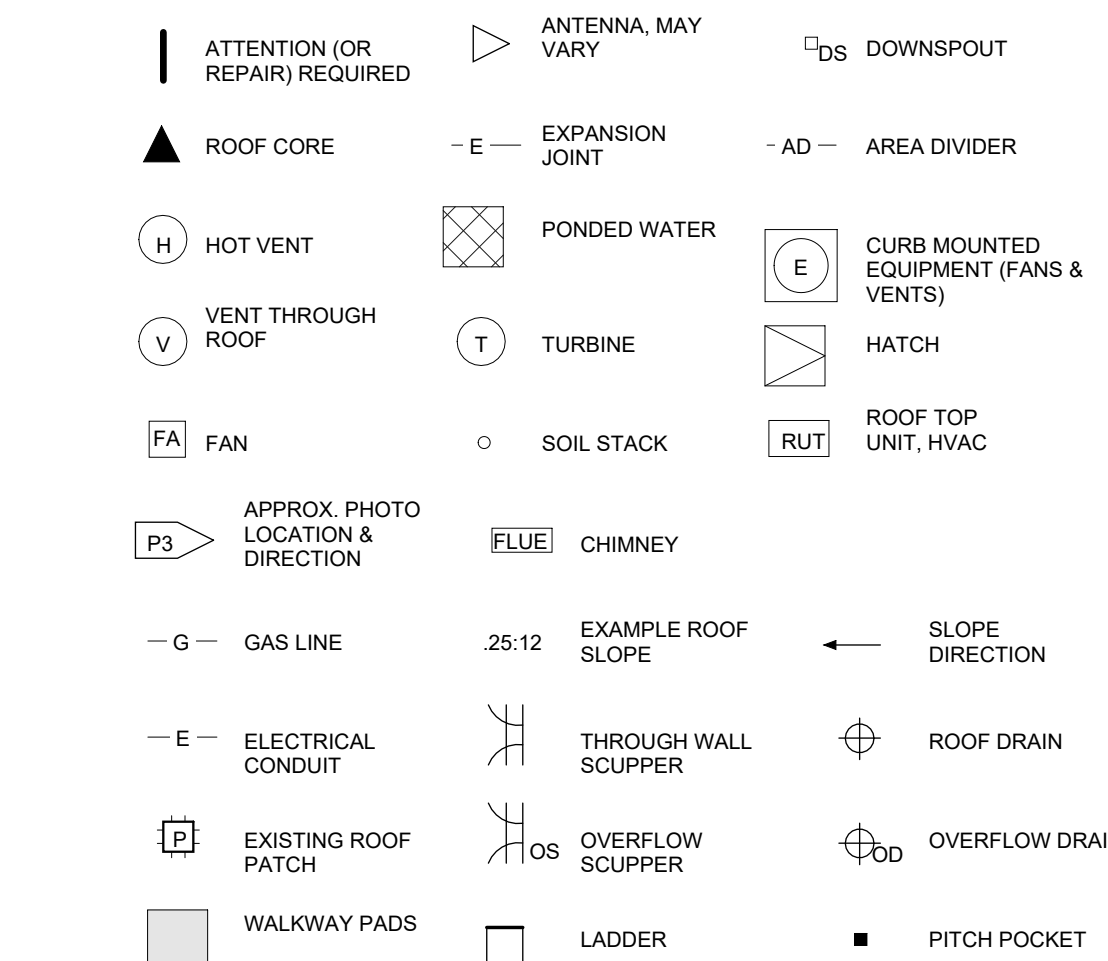 ATTENTION (OR
REPAIR) REQUIRED
ANTENNA, MAY
VARY
DS DOWNSPOUT
ROOF CORE
E EXPANSION
JOINT
AD AREA DIVIDER
H HOT VENT
PONDED WATER
E CURB MOUNTED
EQUIPMENT (FANS &
VENTS)
V VENT THROUGH
ROOF
T TURBINE
HATCH
FA FAN
SOIL STACK
RUT ROOF TOP
UNIT, HVAC
P3 APPROX. PHOTO
LOCATION &
DIRECTION
FLUE CHIMNEY
G GAS LINE
.25:12 EXAMPLE ROOF
SLOPE
SLOPE
DIRECTION
E ELECTRICAL
CONDUIT
THROUGH WALL
SCUPPER
ROOF DRAIN
P EXISTING ROOF
PATCH
OS OVERFLOW
SCUPPER
OD OVERFLOW DRAI
WALKWAY PADS
LADDER
PITCH POCKET